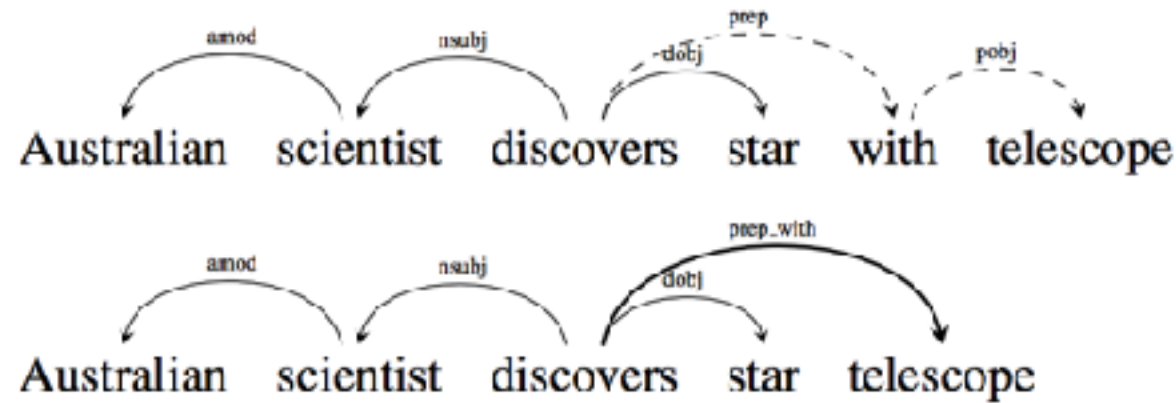 prep
amod nsubj dobj pobj
Australian scientist discovers star with telescope
prep_with
amod nsubj dobj
Australian scientist discovers star telescope